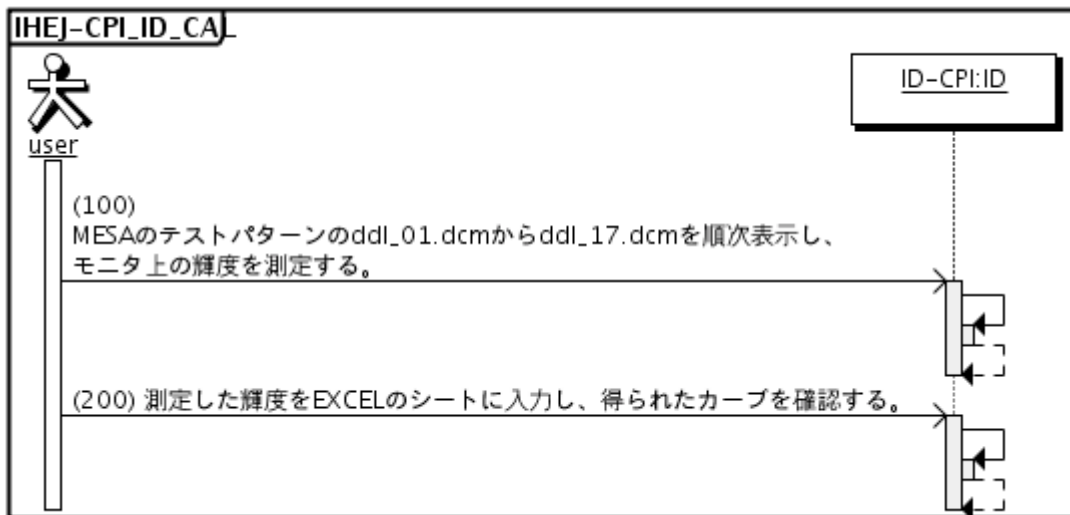 IHEJ-CPI_ID_CAL
ID-CPI:ID
user
(100)
MESAのテストパターンのddl_01.dcmからddl_17.dcmを順次表示し、
モニタ上の輝度を測定する。
(200) 測定した輝度をEXCELのシートに入力し、得られたカーブを確認する。